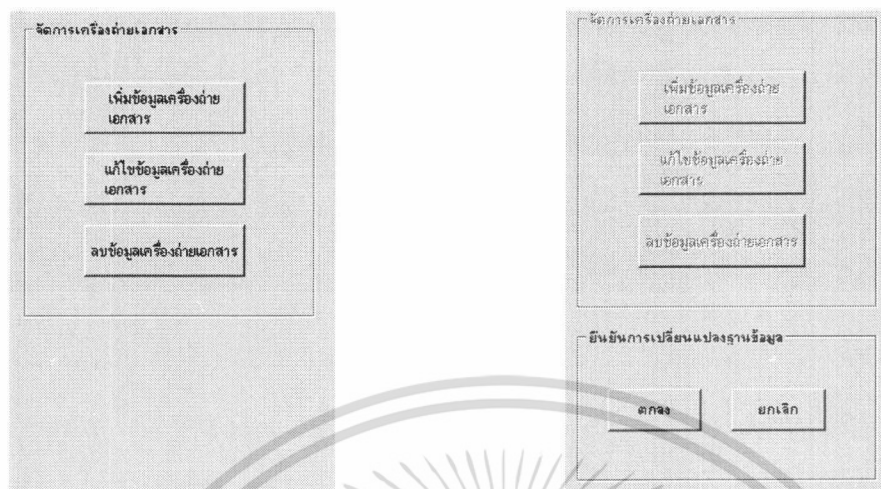 จัดการเครื่องถ่ายเอกสาร
เพิ่มข้อมูลเครื่องถ่าย
เอกสาร
แก้ไขข้อมูลเครื่องถ่าย
เอกสาร
ลบข้อมูลเครื่องถ่ายเอกสาร
จัดการเครื่องถ่ายเอกสาร
เพิ่มข้อมูลเครื่องถ่าย
เอกสาร
แก้ไขข้อมูลเครื่องถ่าย
เอกสาร
ลบข้อมูลเครื่องถ่ายเอกสาร
ยืนยันการเปลี่ยนแปลงฐานข้อมูล
ตกลง
ยกเลิก